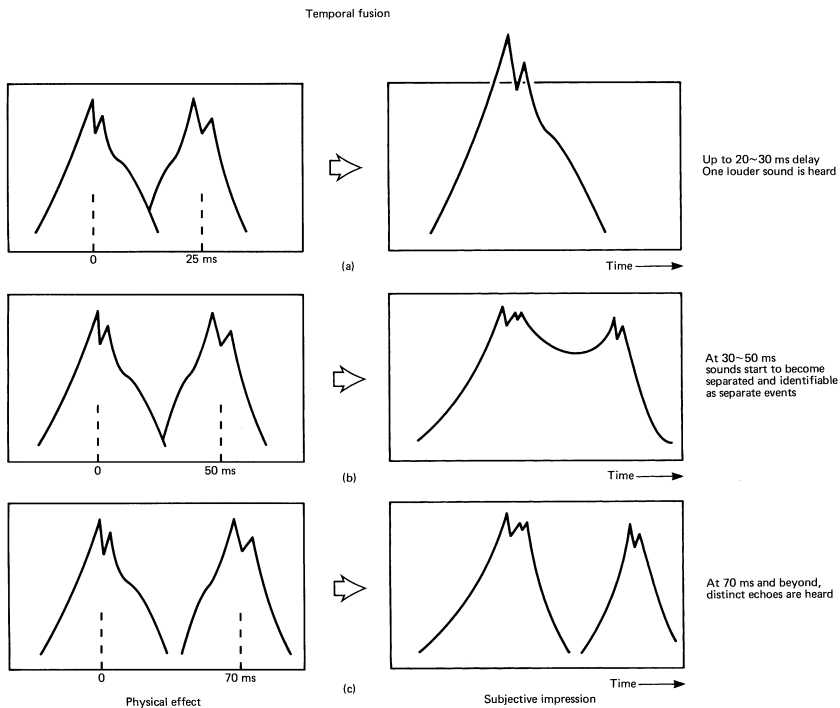 Temporal fusion
0
25 ms
Up to 20~30 ms delay
One louder sound is heard
Time
(a)
0
50 ms
At 30~50 ms
sounds start to become
separated and identifiable
as separate events
Time
(b)
0
70 ms
At 70 ms and beyond,
distinct echoes are heard
Time
(c)
Physical effect
Subjective impression